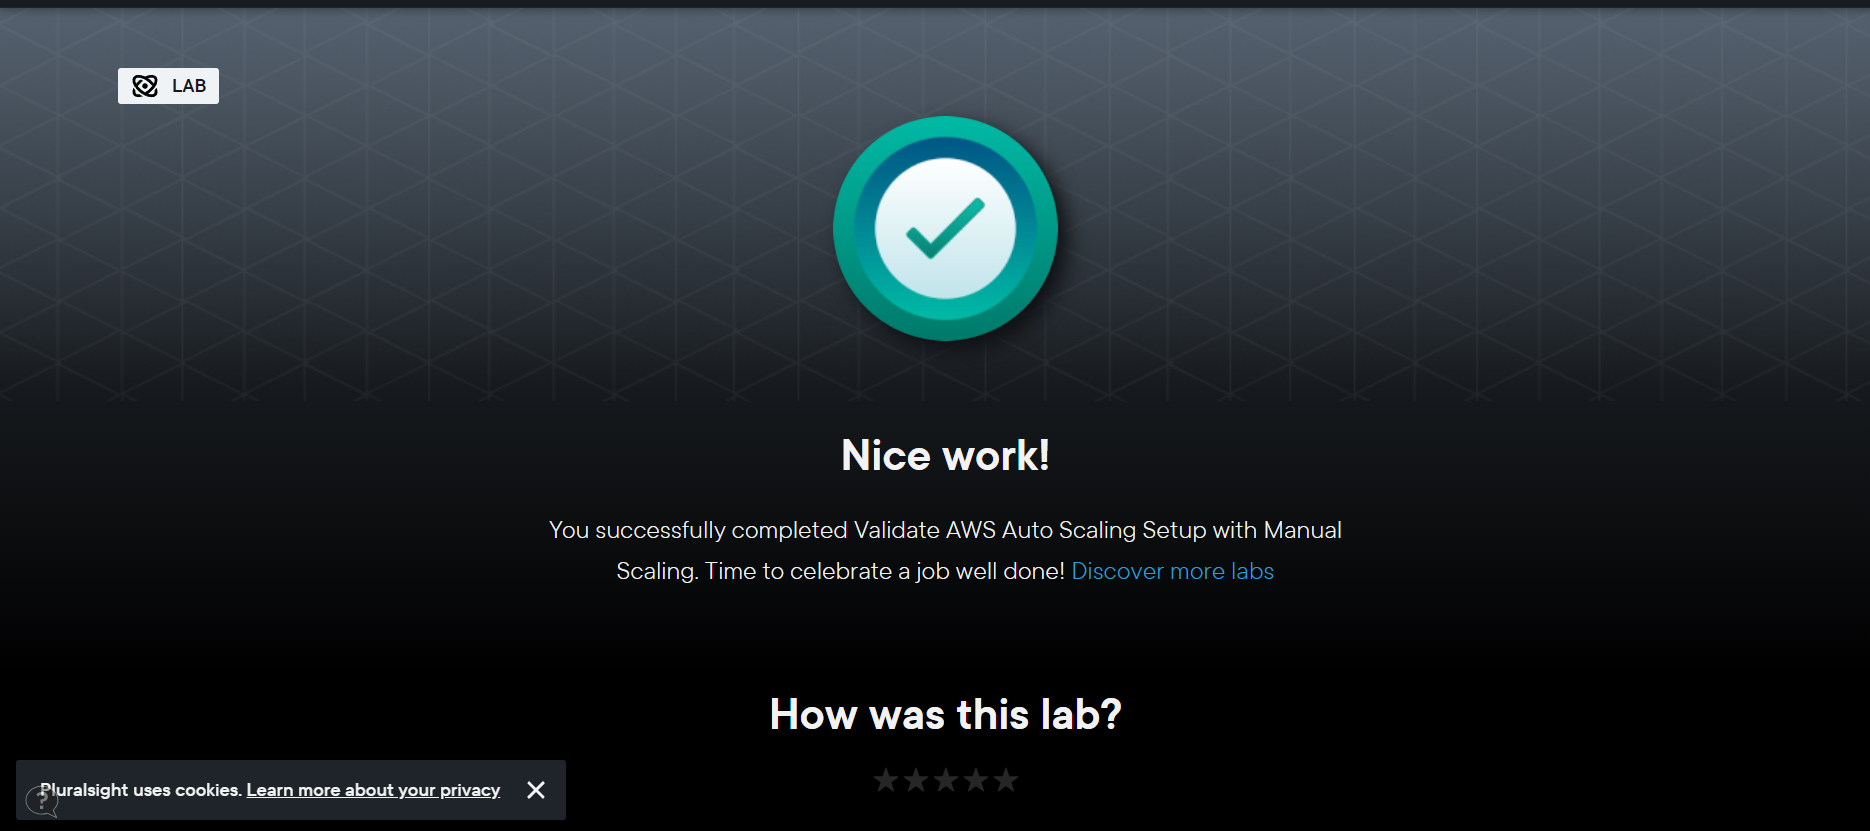 LAB
Nice work!
You successfully completed Validate AWS Auto Scaling Setup with Manual
Scaling. Time to celebrate a job well done! Discover more labs
How was this lab?
Pluralsight uses cookies. Learn more about your privacy
?